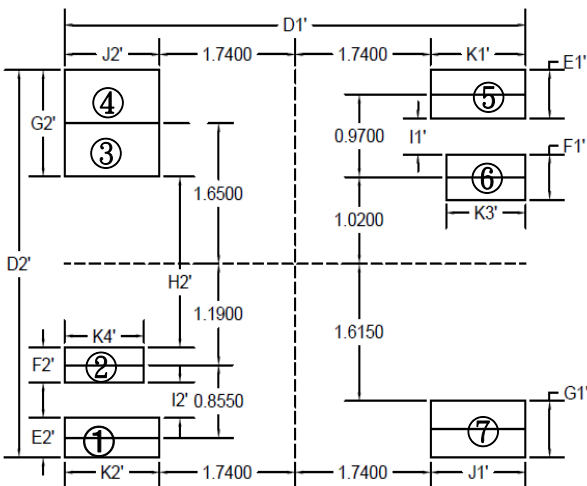 D1'
J2' 1.7400 1.7400 K1' E1'
④ ⑤
G2' 0.9700 I1'
③ F1'
⑥
1.6500 1.0200 K3'
D2' H2'
1.1900 1.6150
K4'
F2' ②
I2' 0.8550 G1'
E2' ① ⑦
K2' 1.7400 1.7400 J1'